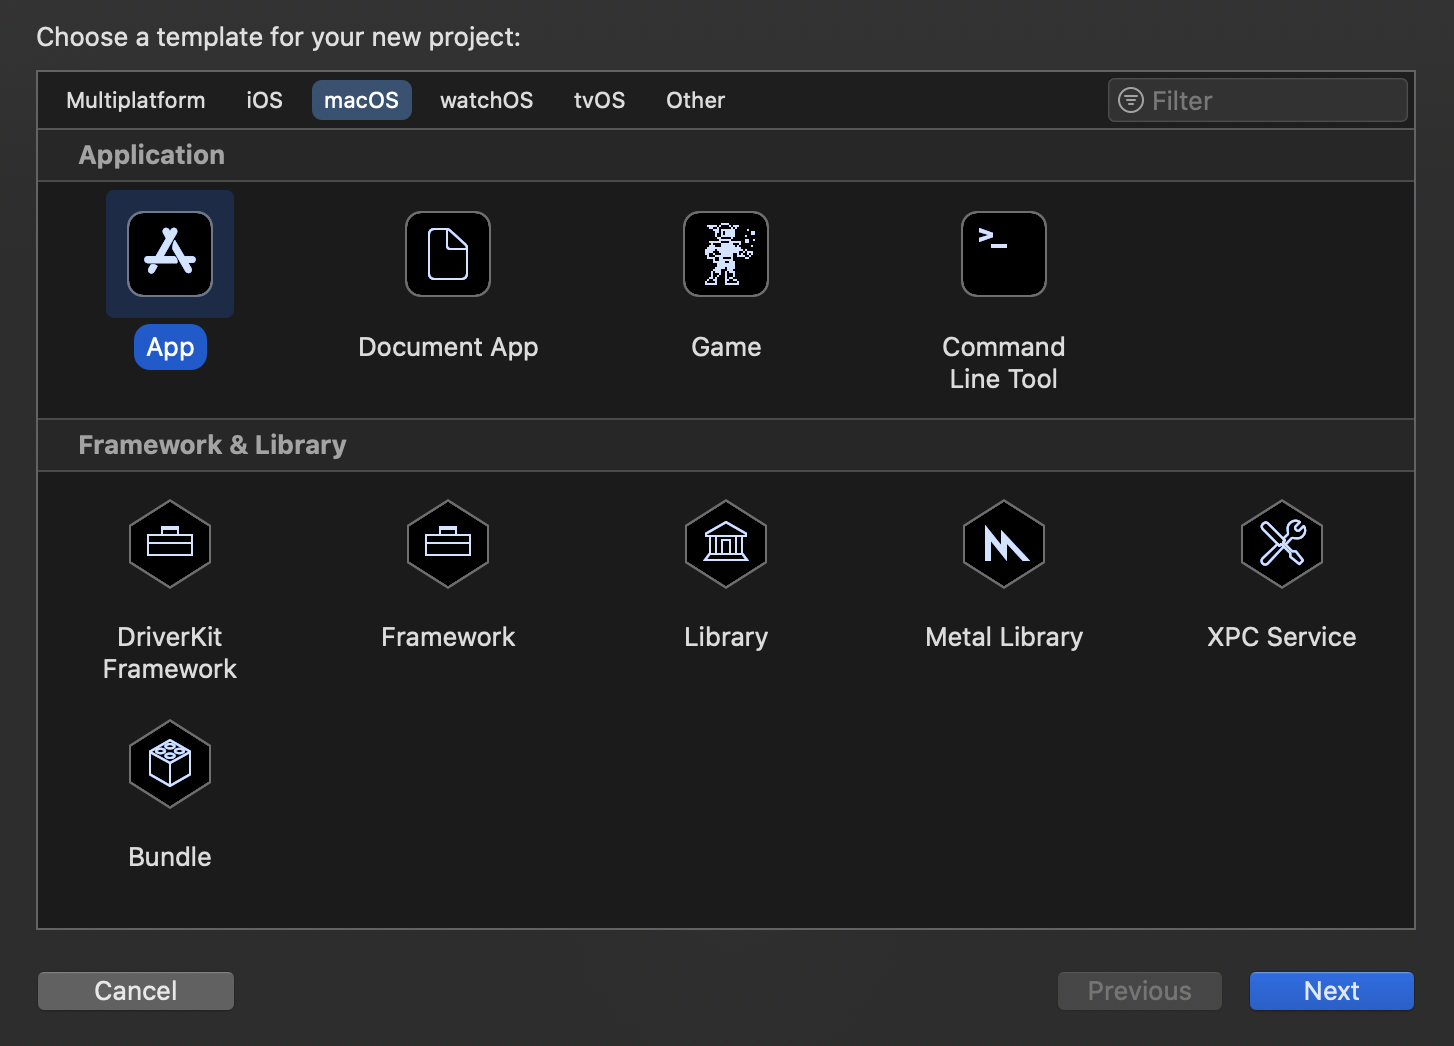 Choose a template for your new project:
Multiplatform iOS macOS watchOS tvOS Other Filter
Application
App Document App Game Command
Line Tool
Framework & Library
DriverKit Framework Library Metal Library XPC Service
Framework
Bundle
Cancel Previous Next